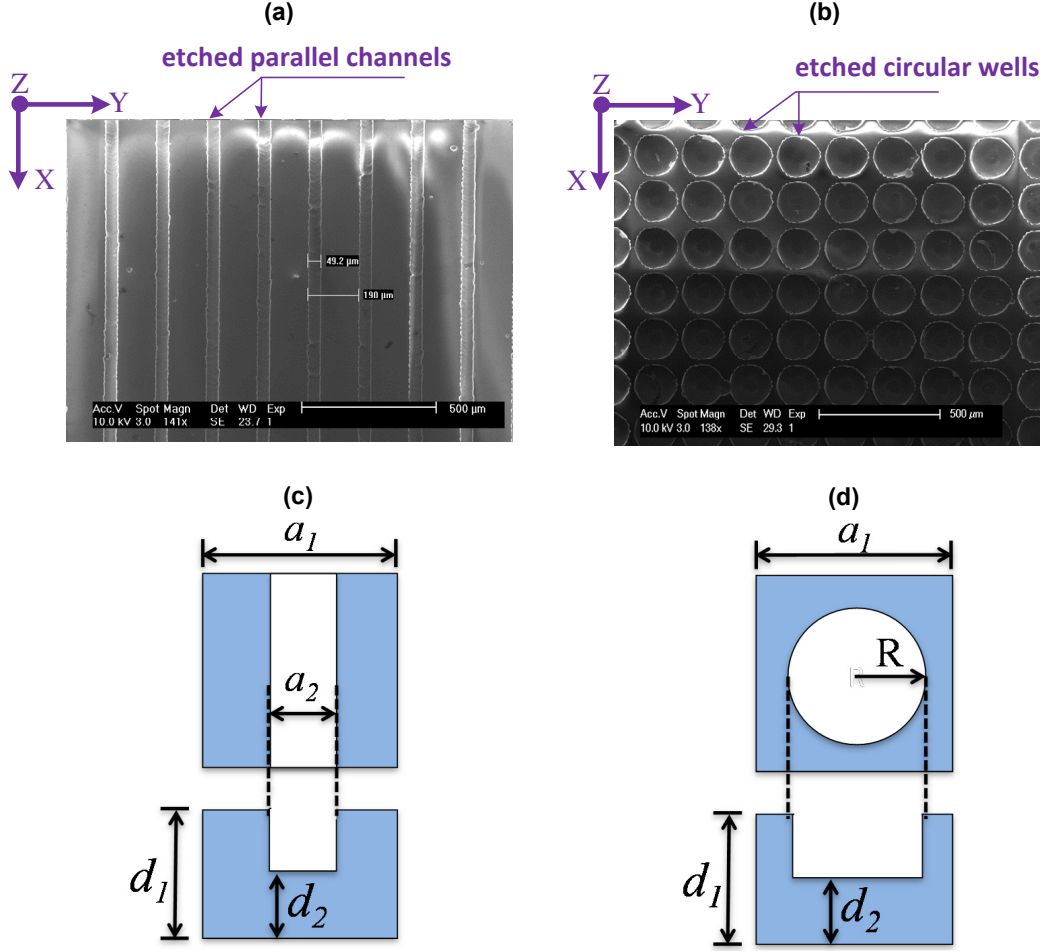 (a)
(b)
etched parallel channels
etched circular wells
Z
Y
X
Z
Y
X
49.2 µm
190 µm
Acc.V Spot Magn Det WD Exp 500 µm
10.0 kV 3.0 141x SE 23.7 1
Acc.V Spot Magn Det WD Exp 500 µm
10.0 kV 3.0 138x SE 29.3 1
(c)
(d)
a1
a1
a2
R
R
d1
d2
d1
d2